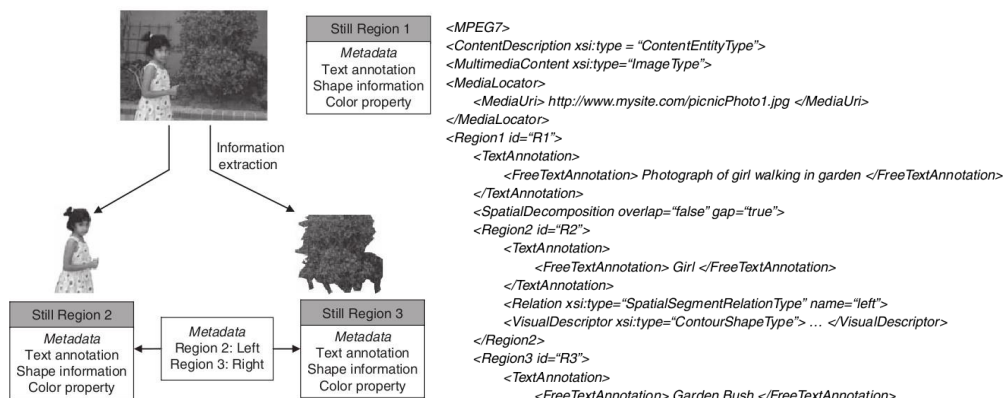 Still Region 1
Metadata
Text annotation
Shape information
Color property
Information
extraction
Still Region 2
Metadata
Text annotation
Shape information
Color property
Metadata
Region 2: Left
Region 3: Right
Still Region 3
Metadata
Text annotation
Shape information
Color property
<MPEG7>
<ContentDescription xsi:type = “ContentEntityType”>
<MultimediaContent xsi:type=“ImageType”>
<MediaLocator>
<MediaUri> http://www.mysite.com/picnicPhoto1.jpg </MediaUri>
</MediaLocator>
<Region1 id=“R1”>
<TextAnnotation>
<FreeTextAnnotation> Photograph of girl walking in garden </FreeTextAnnotation>
</TextAnnotation>
<SpatialDecomposition overlap=“false” gap=“true”>
<Region2 id=“R2”>
<TextAnnotation>
<FreeTextAnnotation> Girl </FreeTextAnnotation>
</TextAnnotation>
<Relation xsi:type=“SpatialSegmentRelationType” name=“left”>
<VisualDescriptor xsi:type=“ContourShapeType”> ... </VisualDescriptor>
</Region2>
<Region3 id=“R3”>
<TextAnnotation>
<FreeTextAnnotation> Garden Bush </FreeTextAnnotation>